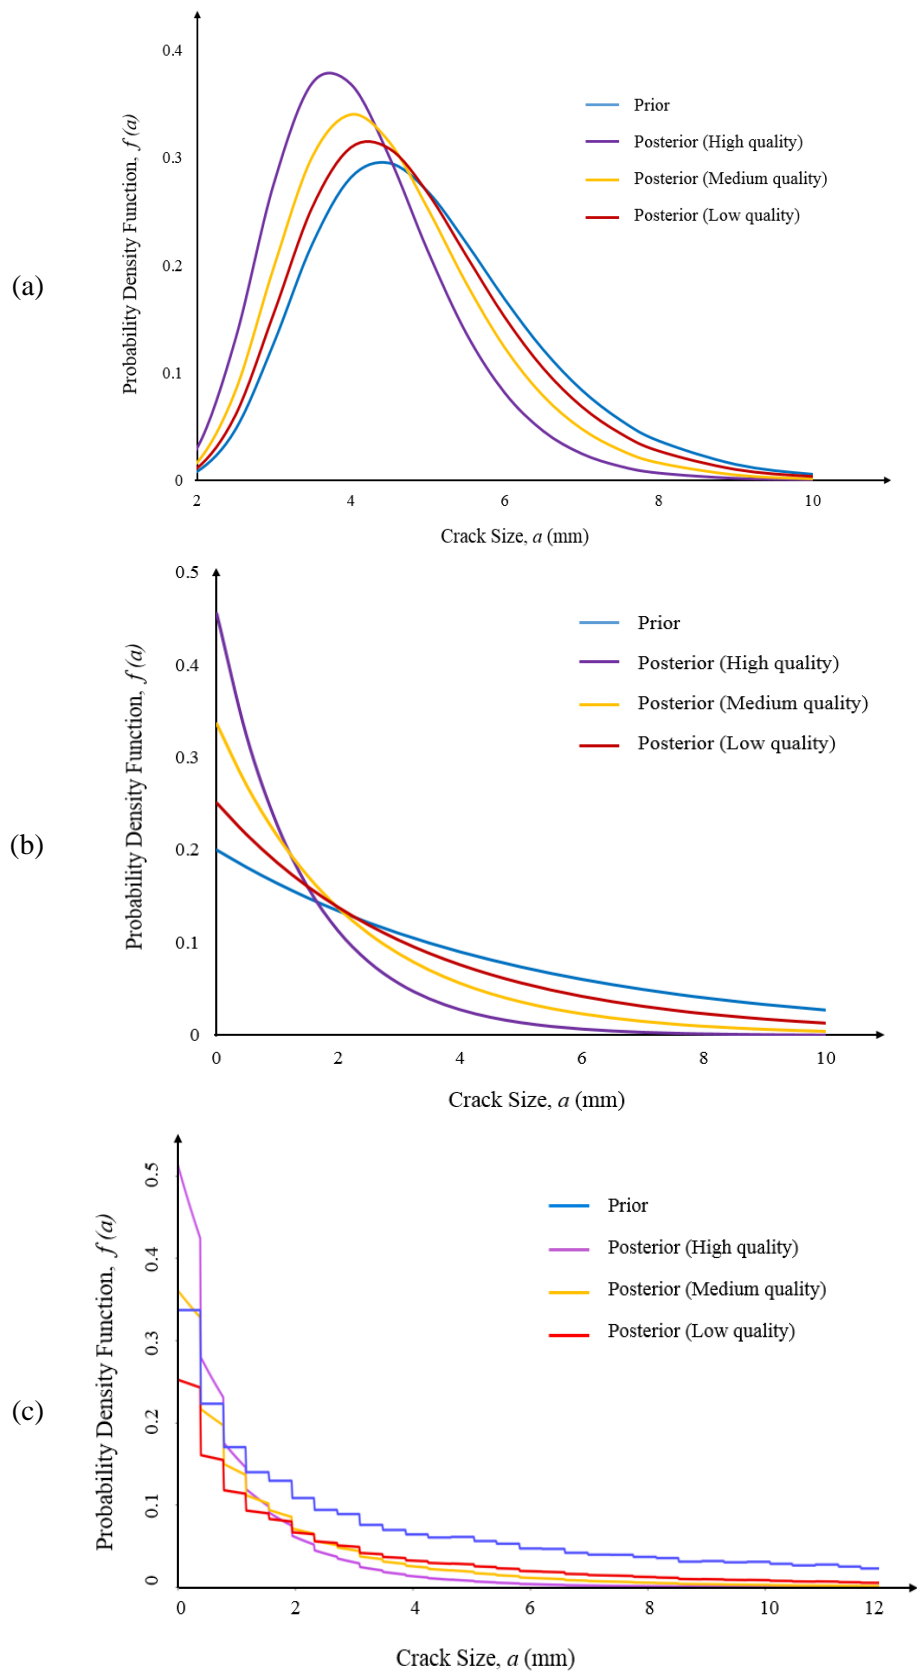 (a)
Probability Density Function, f (a)
0.4
0.3
0.2
0.1
0
2 4 6 8 10
Crack Size, a (mm)
Prior
Posterior (High quality)
Posterior (Medium quality)
Posterior (Low quality)
(b)
Probability Density Function, f (a)
0.5
0.4
0.3
0.2
0.1
0
0 2 4 6 8 10
Crack Size, a (mm)
Prior
Posterior (High quality)
Posterior (Medium quality)
Posterior (Low quality)
(c)
Probability Density Function, f (a)
0.5
0.4
0.3
0.2
0.1
0
0 2 4 6 8 10 12
Crack Size, a (mm)
Prior
Posterior (High quality)
Posterior (Medium quality)
Posterior (Low quality)